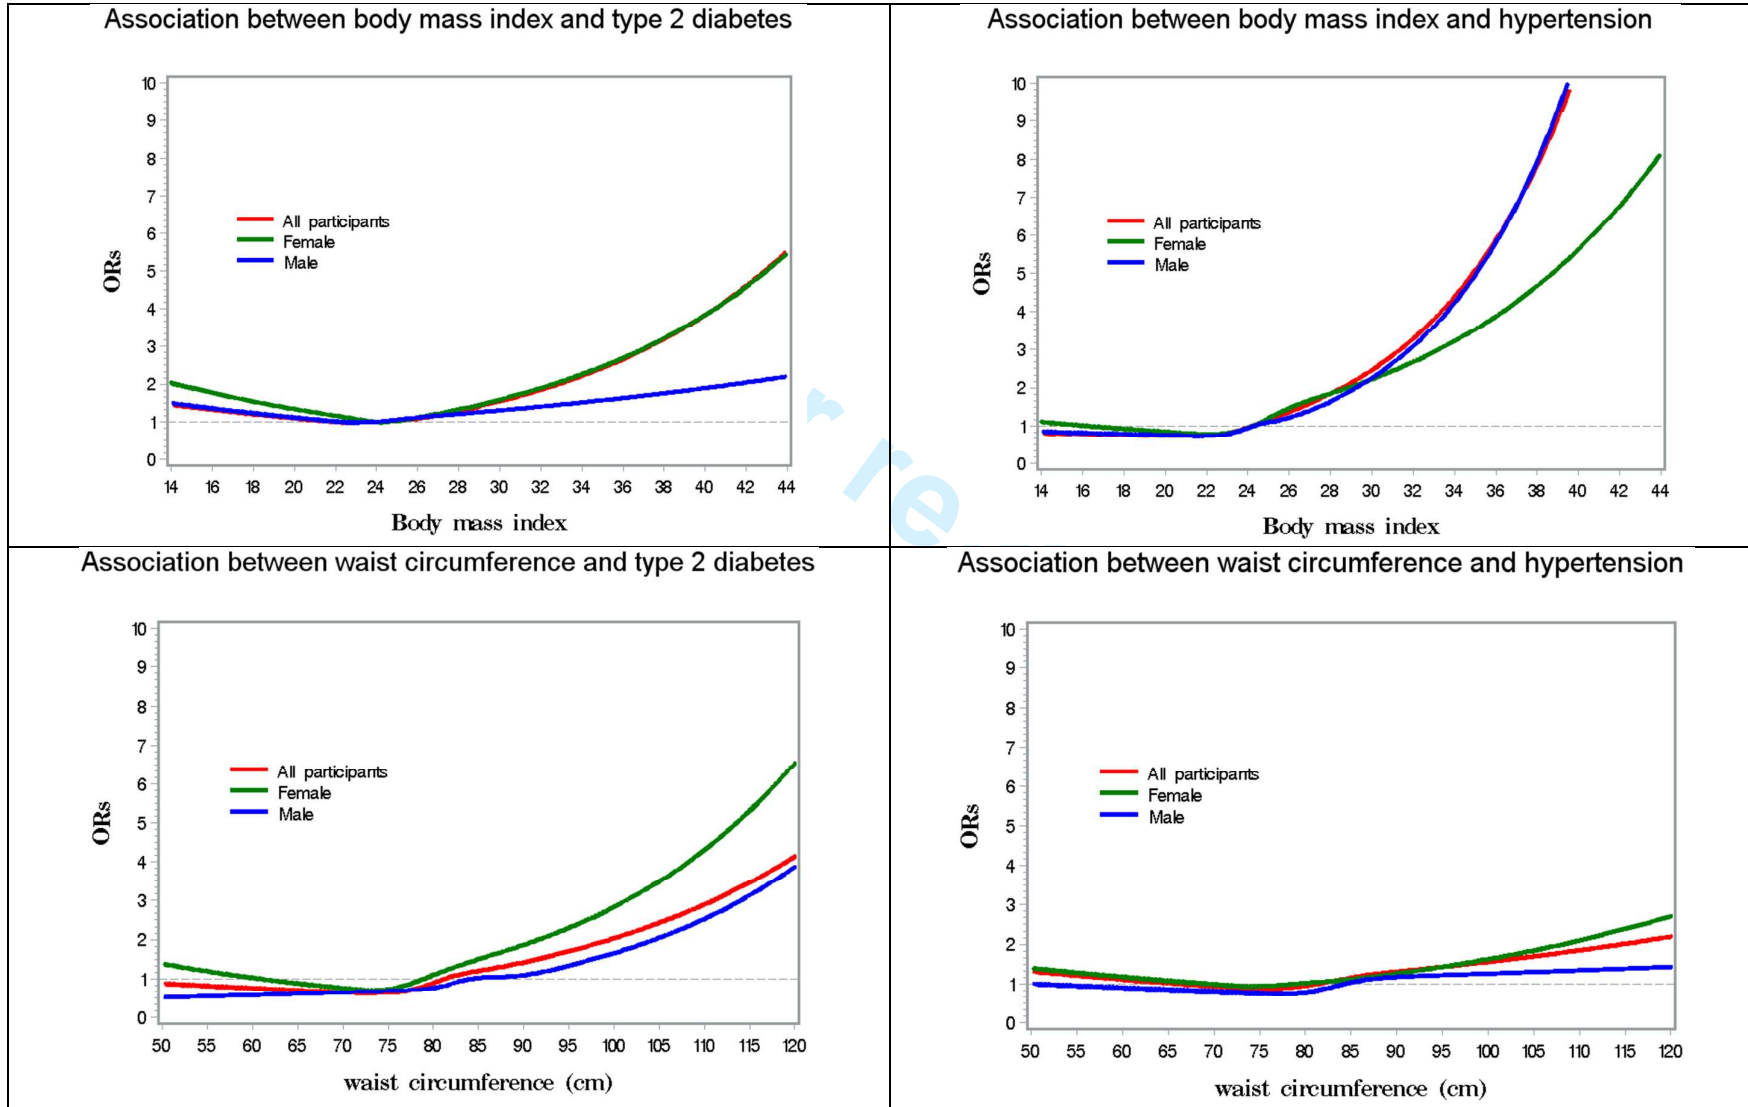 Association between body mass index and type 2 diabetes
10
9
8
7
6
5
4
3
2
1
0
ORs
All participants
Female
Male
14 16 18 20 22 24 26 28 30 32 34 36 38 40 42 44
Body mass index
Association between body mass index and hypertension
10
9
8
7
6
5
4
3
2
1
0
ORs
All participants
Female
Male
14 16 18 20 22 24 26 28 30 32 34 36 38 40 42 44
Body mass index
r re
Association between waist circumference and type 2 diabetes
10
9
8
7
6
5
4
3
2
1
0
ORs
All participants
Female
Male
50 55 60 65 70 75 80 85 90 95 100 105 110 115 120
waist circumference (cm)
Association between waist circumference and hypertension
10
9
8
7
6
5
4
3
2
1
0
ORs
All participants
Female
Male
50 55 60 65 70 75 80 85 90 95 100 105 110 115 120
waist circumference (cm)